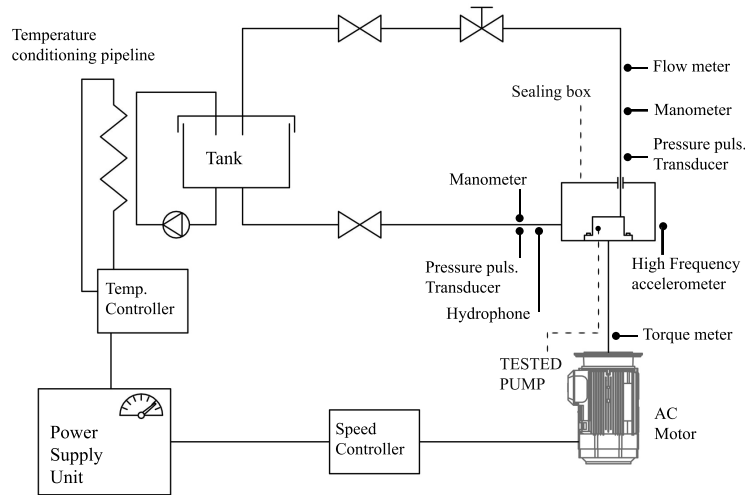 Temperature
conditioning pipeline
Flow meter
Sealing box
Manometer
Pressure puls.
Transducer
Tank
Manometer
Pressure puls.
Transducer
Hydrophone
High Frequency
accelerometer
Temp.
Controller
Torque meter
TESTED
PUMP
AC
Motor
Power
Supply
Unit
Speed
Controller